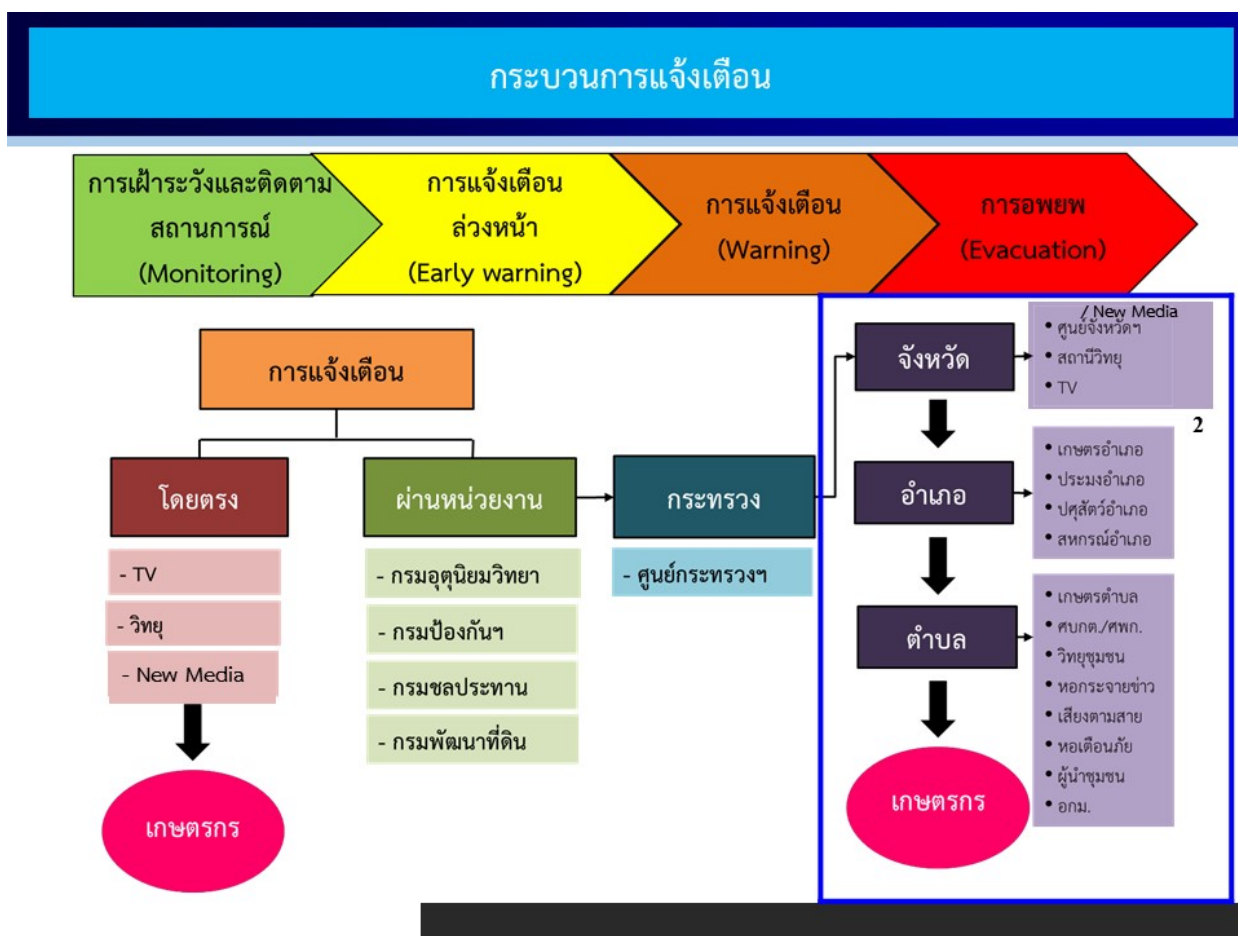 กระบวนการแจ้งเตือน
การเฝ้าระวังและติดตาม
สถานการณ์
(Monitoring)
การแจ้งเตือน
ล่วงหน้า
(Early warning)
การแจ้งเตือน
(Warning)
การอพยพ
(Evacuation)
การแจ้งเตือน
โดยตรง
- TV
- วิทยุ
- New Media
เกษตรกร
ผ่านหน่วยงาน
- กรมอุตุนิยมวิทยา
- กรมป้องกันฯ
- กรมชลประทาน
- กรมพัฒนาที่ดิน
กระทรวง
- ศูนย์กระทรวงฯ
จังหวัด
/ New Media
• ศูนย์จังหวัดฯ
• สถานีวิทยุ
• TV
2
อำเภอ
• เกษตรอำเภอ
• ประมงอำเภอ
• ปศุสัตว์อำเภอ
• สหกรณ์อำเภอ
ตำบล
• เกษตรตำบล
• ศบกต./ศพก.
• วิทยุชุมชน
• หอกระจายข่าว
• เสียงตามสาย
• หอเตือนภัย
• ผู้นำชุมชน
• อกม.
เกษตรกร